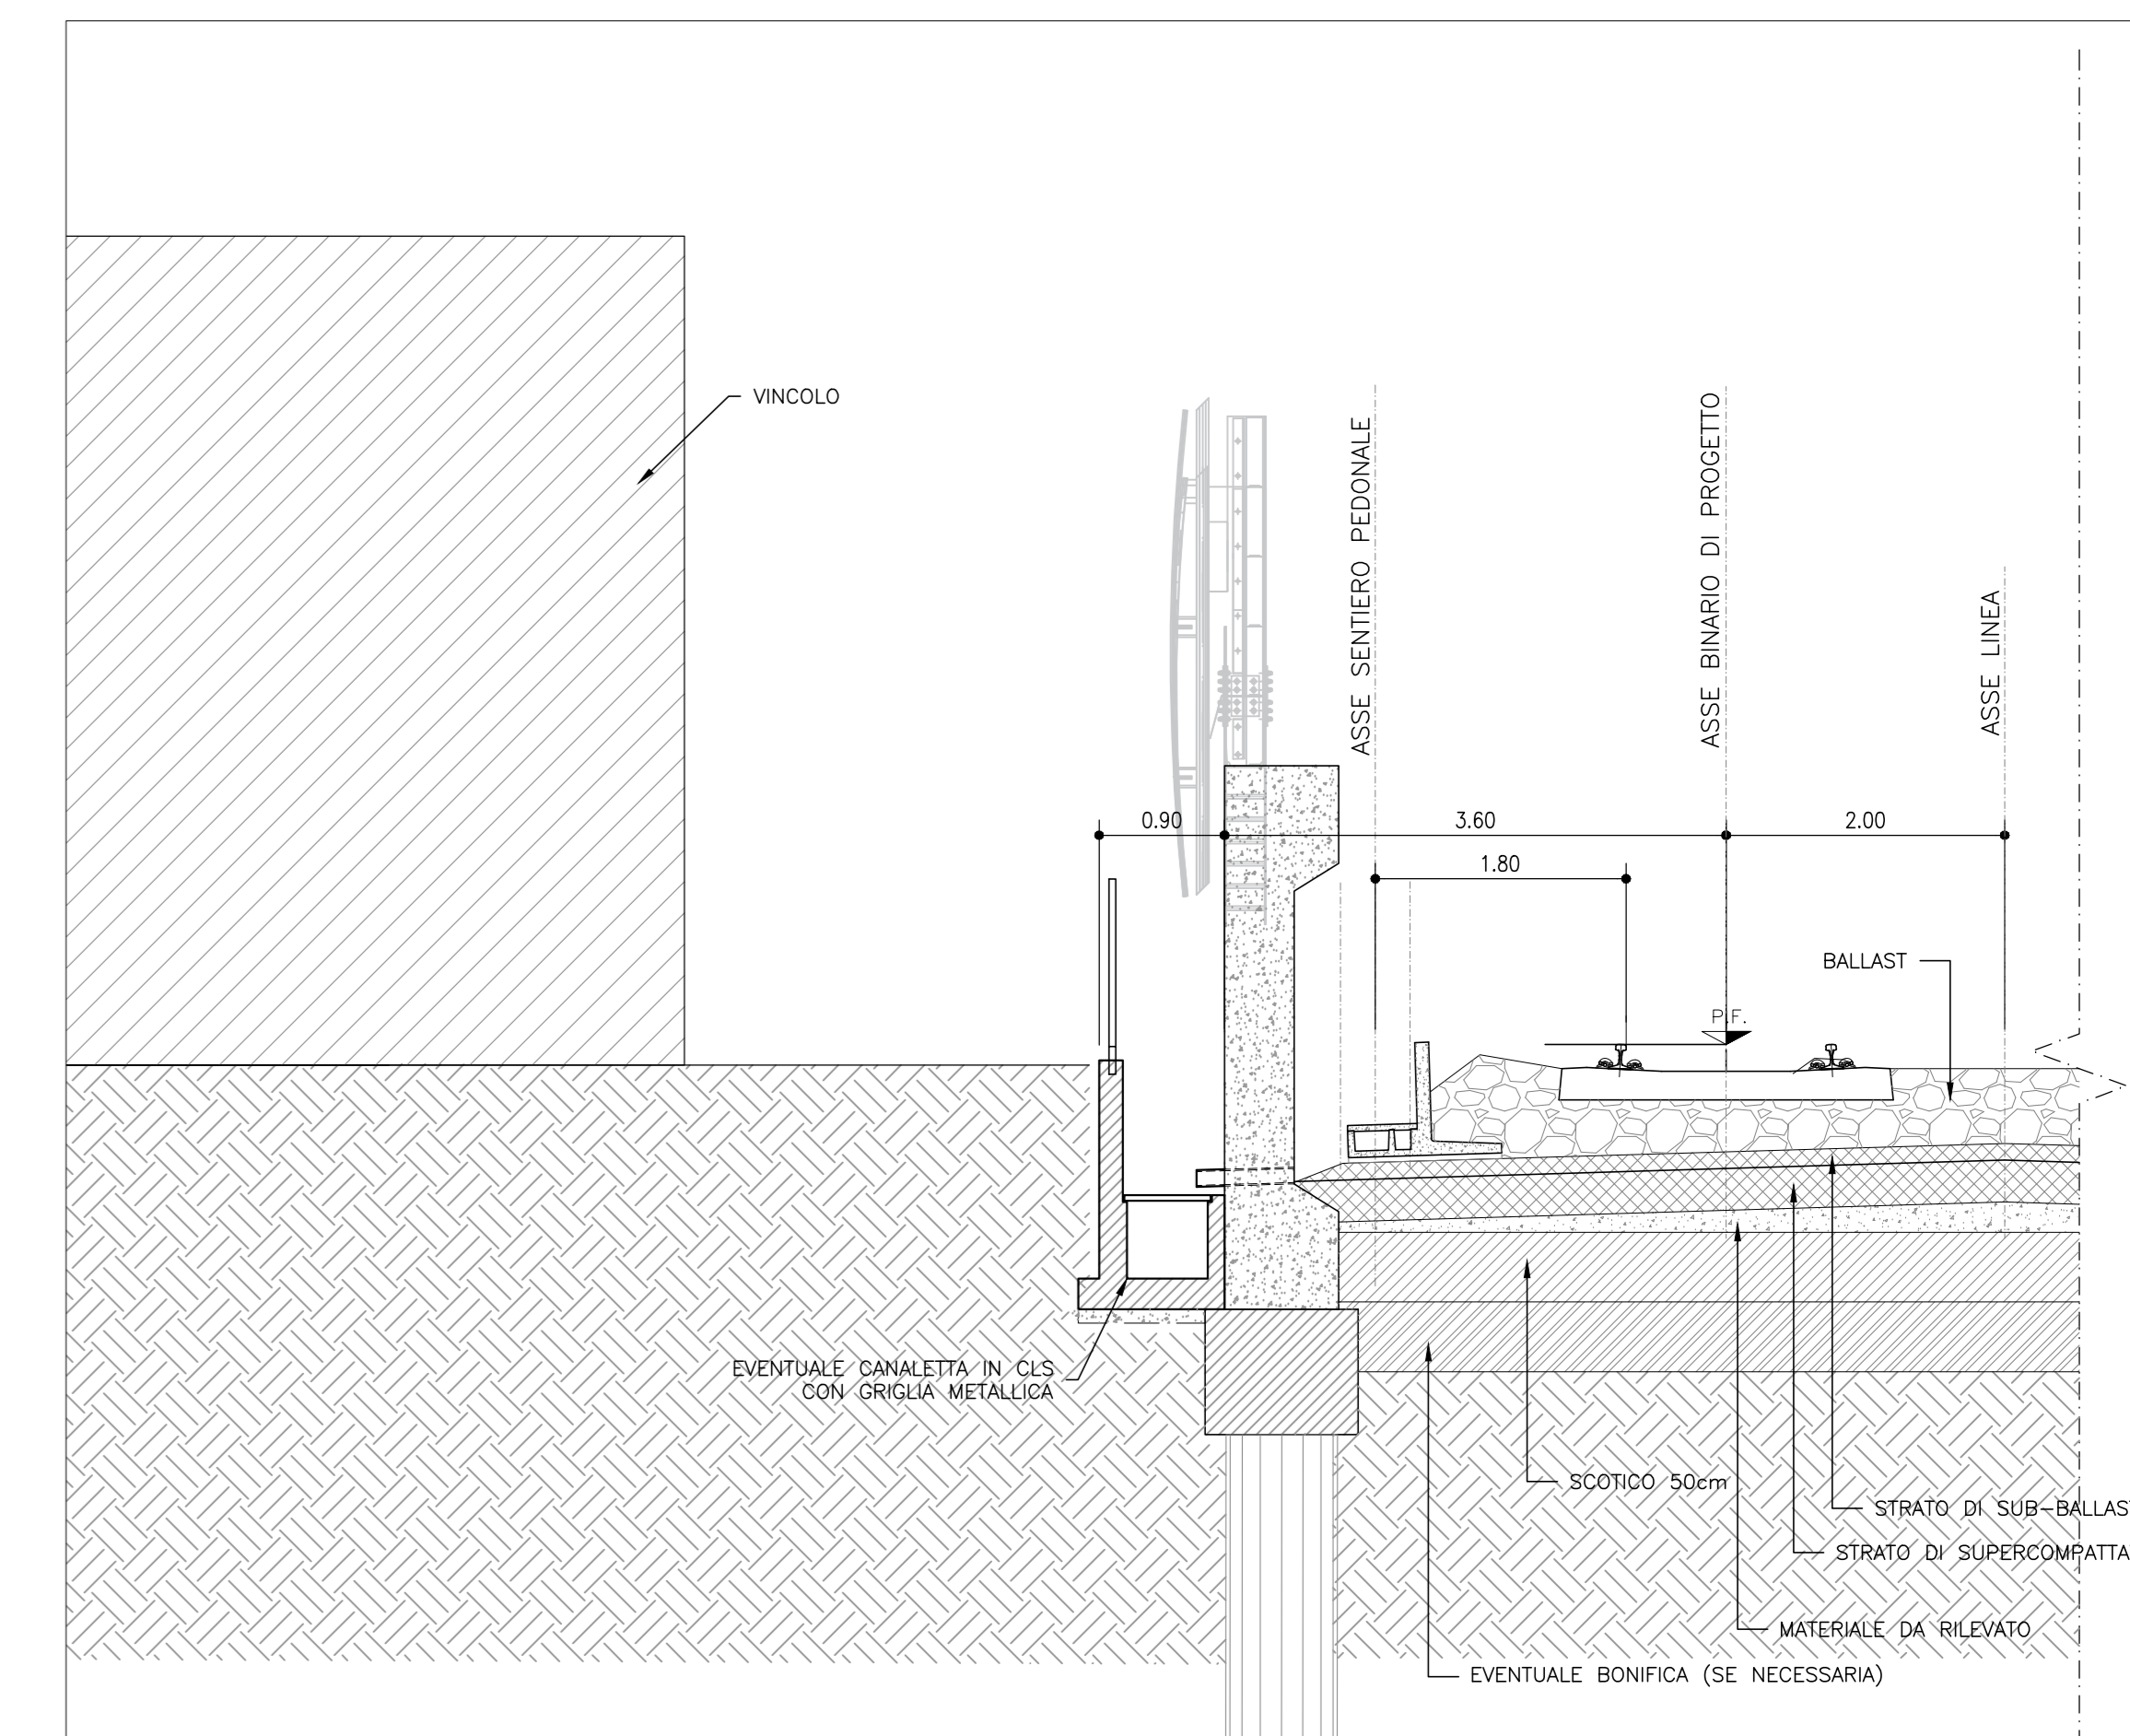 VINCOLO
ASSE SENTIERO PEDONALE
ASSE BINARIO DI PROGETTO
ASSE LINEA
0.90
3.60
2.00
1.80
BALLAST
P.F.
EVENTUALE CANALETTA IN CLS
CON GRIGLIA METALLICA
SCOTICO 50cm
STRATO DI SUB-BALLAST
STRATO DI SUPERCOMPATTA
MATERIALE DA RILEVATO
EVENTUALE BONIFICA (SE NECESSARIA)